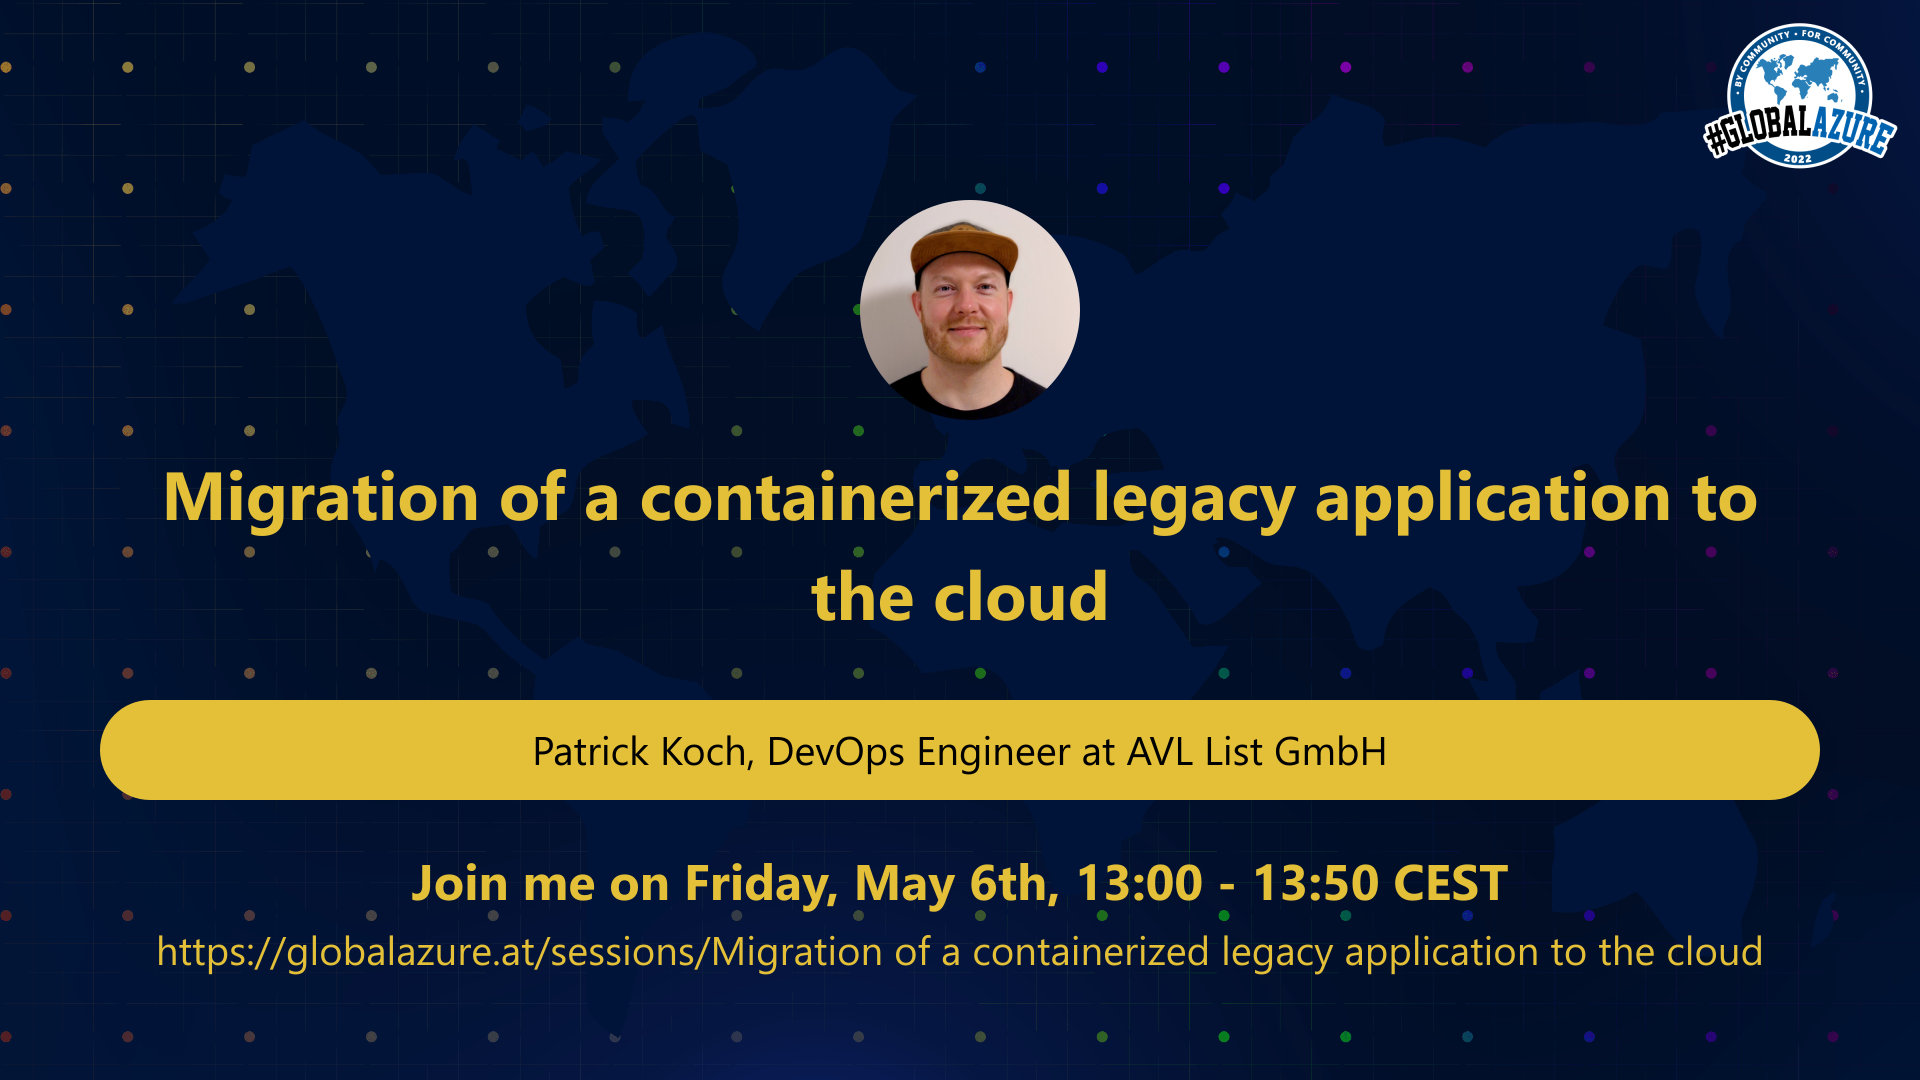 • BY COMMUNITY • FOR COMMUNITY •
#GLOBALAZURE
2022
Migration of a containerized legacy application to
the cloud
Patrick Koch, DevOps Engineer at AVL List GmbH
Join me on Friday, May 6th, 13:00 - 13:50 CEST
https://globalazure.at/sessions/Migration of a containerized legacy application to the cloud